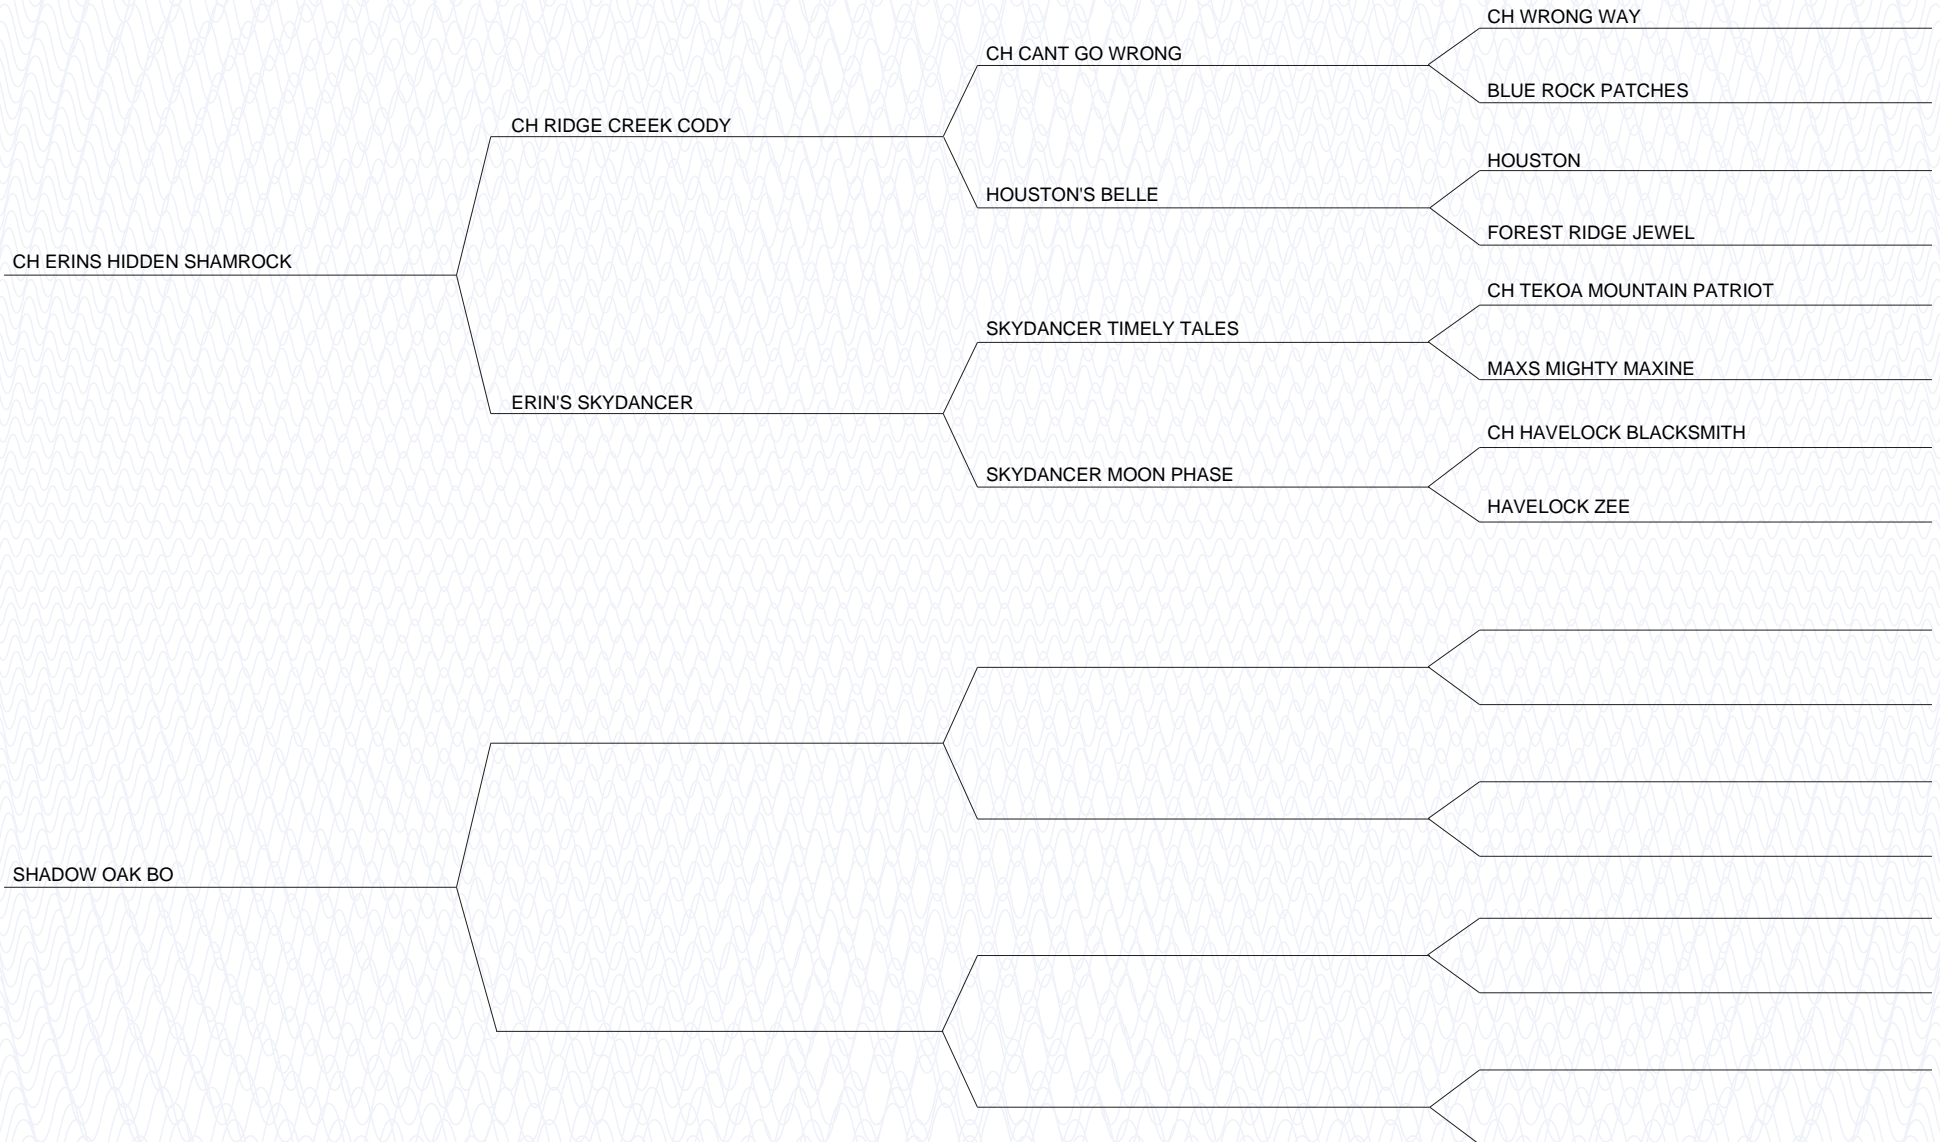 CH WRONG WAY
CH CANT GO WRONG
BLUE ROCK PATCHES
CH RIDGE CREEK CODY
HOUSTON
HOUSTON'S BELLE
FOREST RIDGE JEWEL
CH ERINS HIDDEN SHAMROCK
CH TEKOA MOUNTAIN PATRIOT
SKYDANCER TIMELY TALES
MAXS MIGHTY MAXINE
ERIN'S SKYDANCER
CH HAVELOCK BLACKSMITH
SKYDANCER MOON PHASE
HAVELOCK ZEE
SHADOW OAK BO